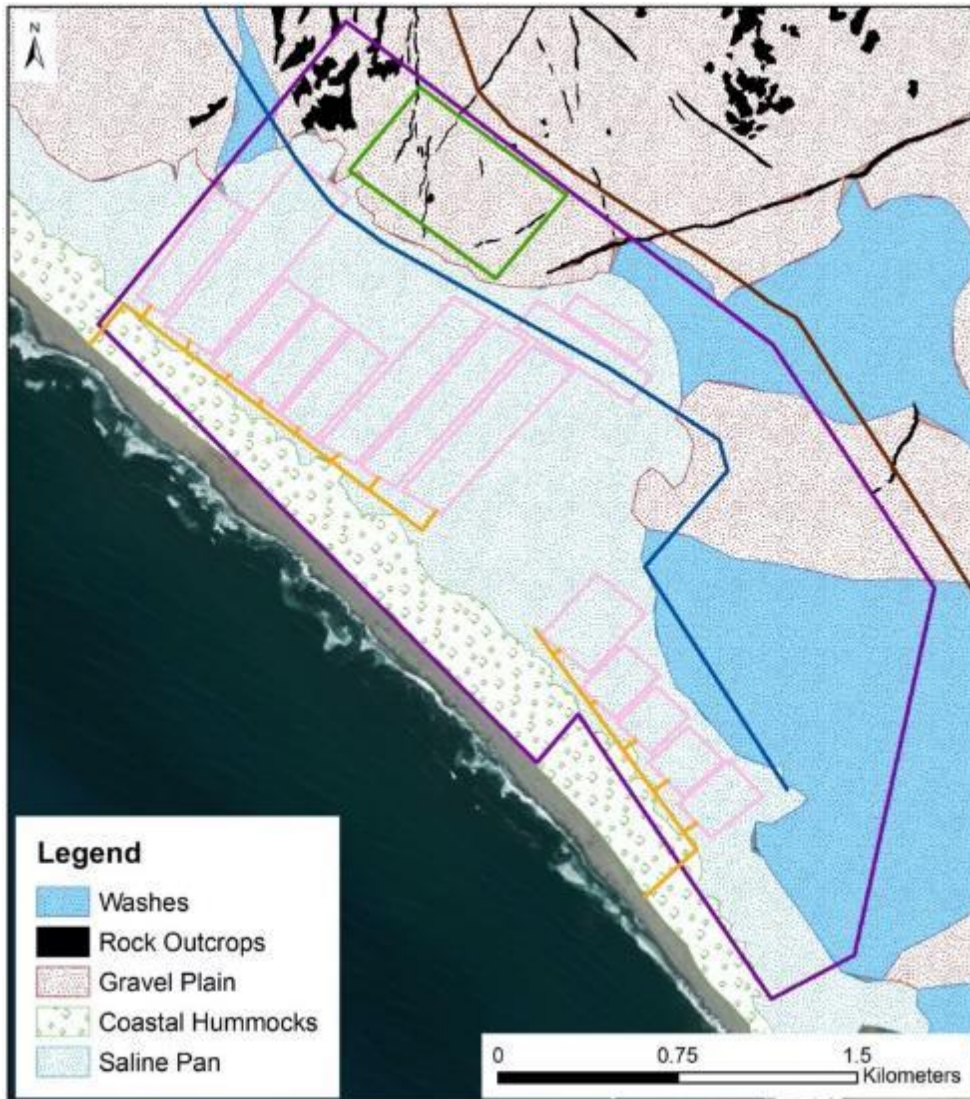 N
Legend
Washes
Rock Outcrops
Gravel Plain
Coastal Hummocks
Saline Pan
0 0.75 1.5
Kilometers